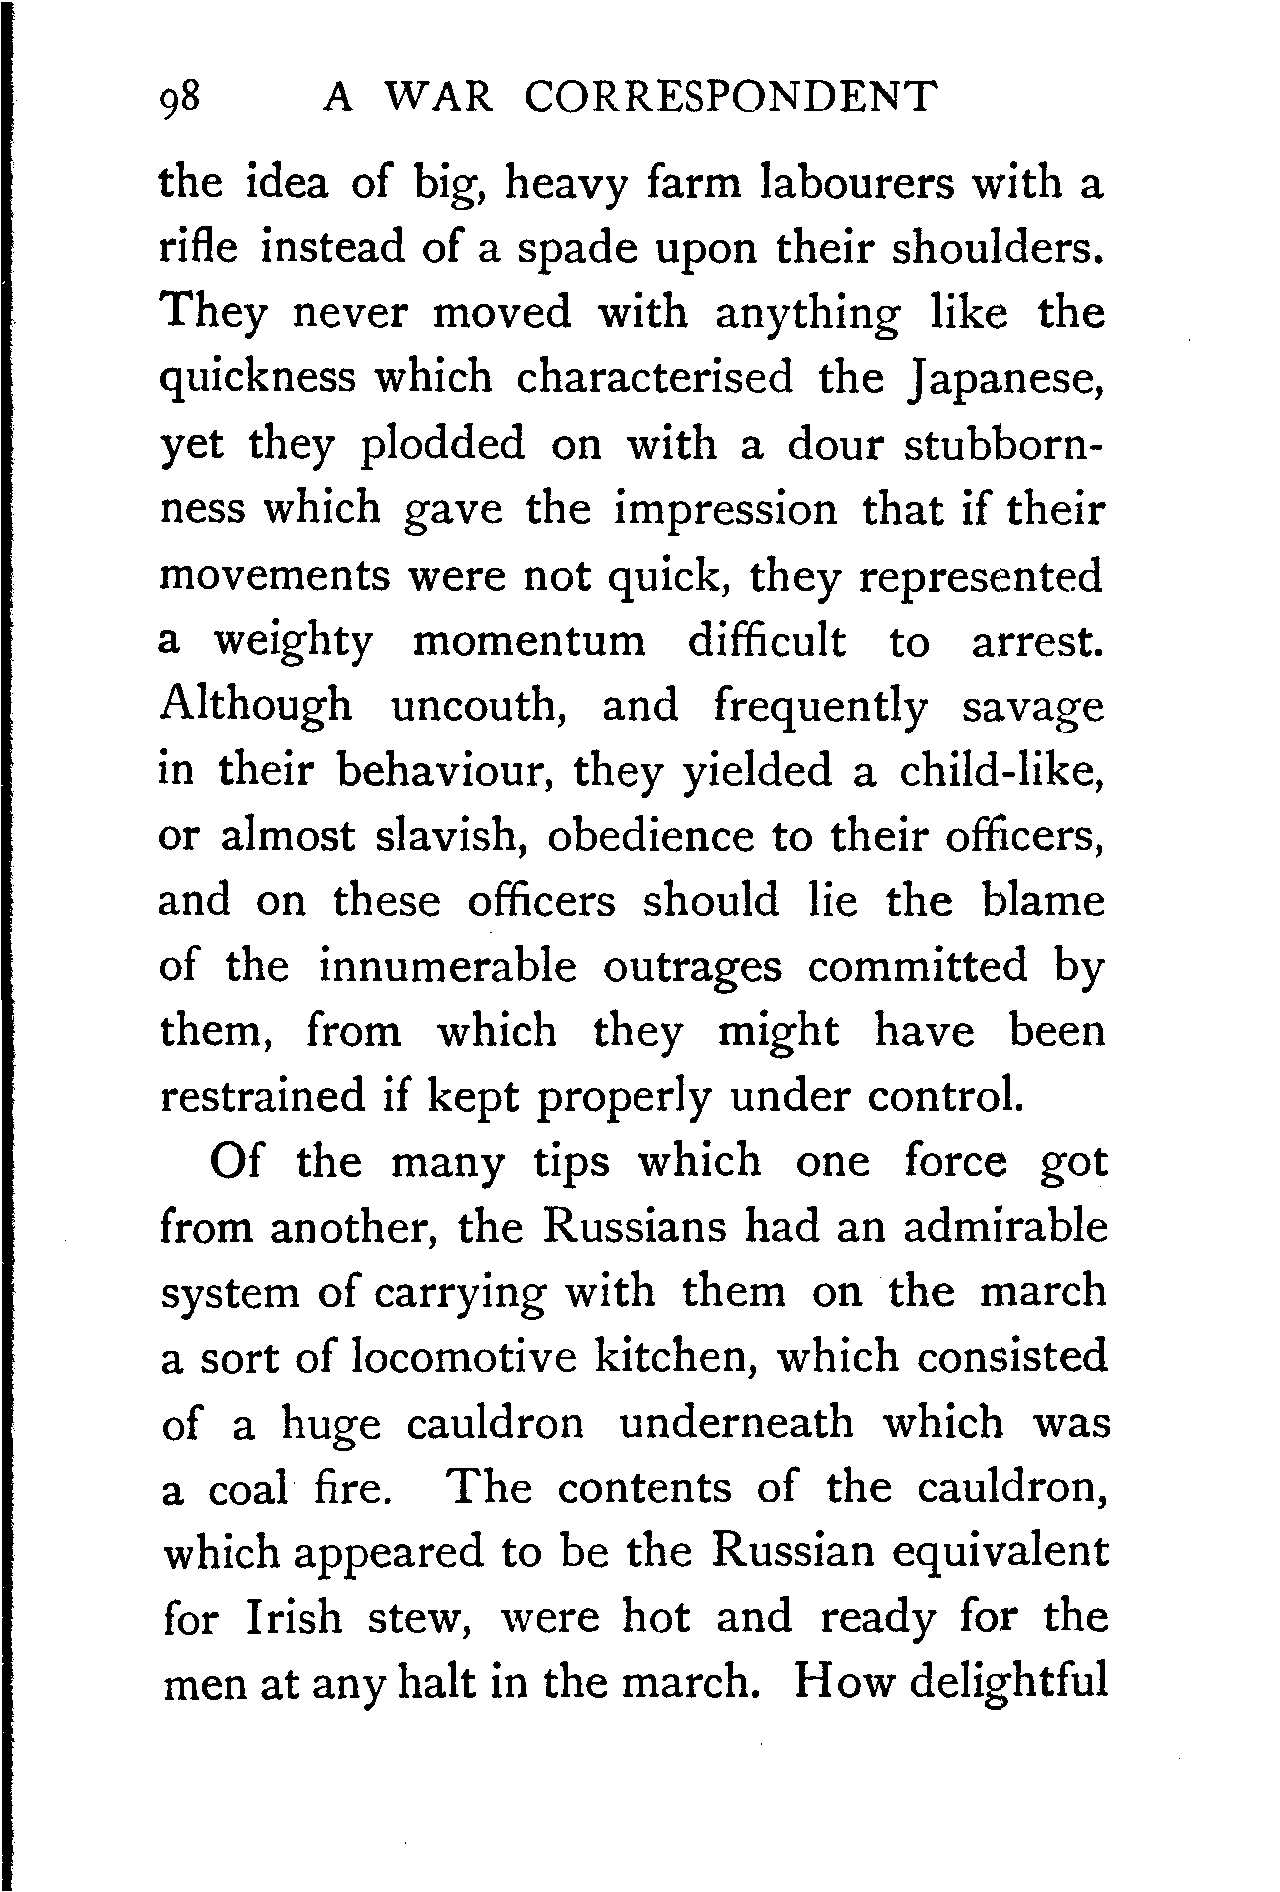 98 A WAR CORRESPONDENT
the idea of big, heavy farm labourers with a
rifle instead of a spade upon their shoulders.
They never moved with anything like the
quickness which characterised the Japanese,
yet they plodded on with a dour stubborn-
ness which gave the impression that if their
movements were not quick, they represented
a weighty momentum difficult to arrest.
Although uncouth, and frequently savage
in their behaviour, they yielded a child-like,
or almost slavish, obedience to their officers,
and on these officers should lie the blame
of the innumerable outrages committed by
them, from which they might have been
restrained if kept properly under control.
Of the many tips which one force got
from another, the Russians had an admirable
system of carrying with them on the march
a sort of locomotive kitchen, which consisted
of a huge cauldron underneath which was
a coal fire. The contents of the cauldron,
which appeared to be the Russian equivalent
for Irish stew, were hot and ready for the
men at any halt in the march. How delightful